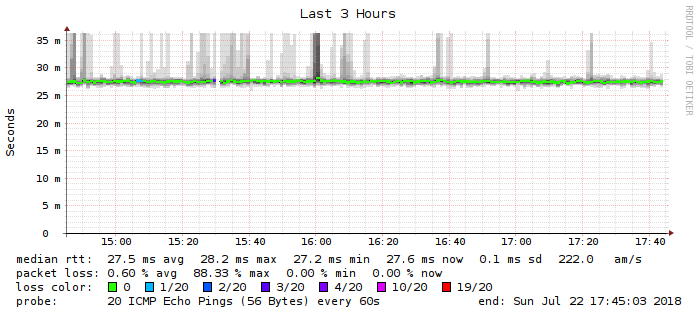 Last 3 Hours
RRDTOOL / TOBI OETIKER
Seconds
35 m
30 m
25 m
20 m
15 m
10 m
5 m
0
15:00 15:20 15:40 16:00 16:20 16:40 17:00 17:20 17:40
median rtt: 27.5 ms avg 28.2 ms max 27.2 ms min 27.6 ms now 0.1 ms sd 222.0 am/s
packet loss: 0.60 % avg 88.33 % max 0.00 % min 0.00 % now
loss color: 0 1/20 2/20 3/20 4/20 10/20 19/20
probe: 20 ICMP Echo Pings (56 Bytes) every 60s end: Sun Jul 22 17:45:03 2018